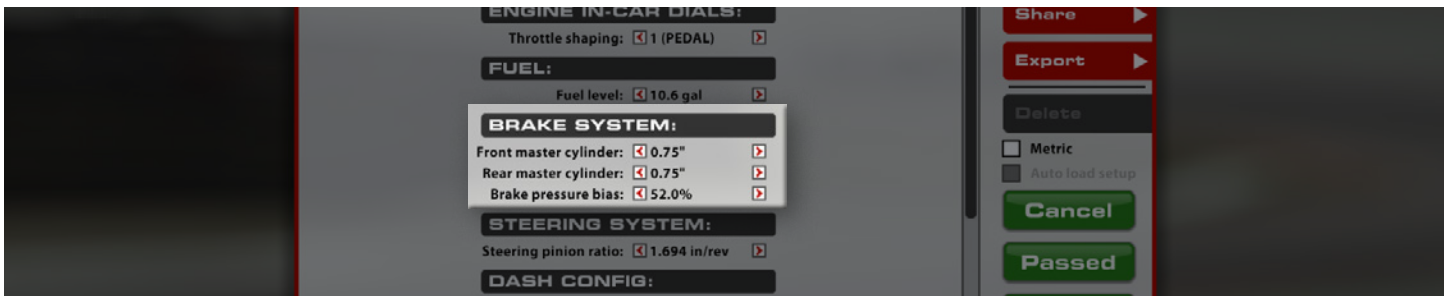 ENGINE IN-CAR DIALS:
Throttle shaping: 1 (PEDAL)
FUEL:
Fuel level: 10.6 gal
BRAKE SYSTEM:
Front master cylinder: 0.75"
Rear master cylinder: 0.75"
Brake pressure bias: 52.0%
STEERING SYSTEM:
Steering pinion ratio: 1.694 in/rev
DASH CONFIG:
Share
Export
Delete
Metric
Auto load setup
Cancel
Passed